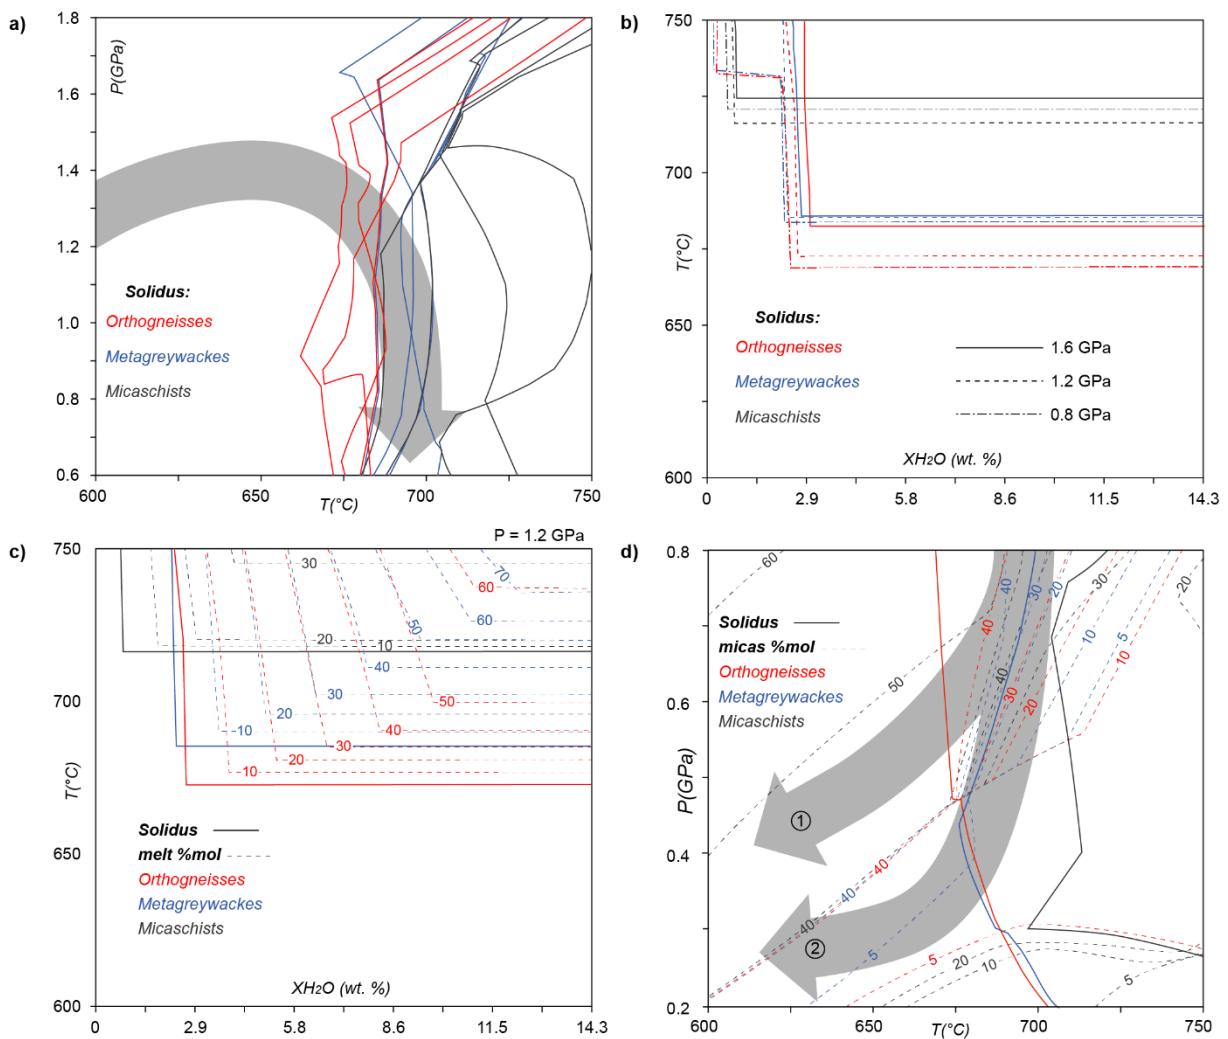 a)
P(GPa)
1.8
1.6
1.4
1.2
1.0
0.8
0.6
Solidus:
Orthogneisses
Metagreywackes
Micaschists
600
650
700
750
T(°C)
b)
750
700
650
600
T(°C)
Solidus:
Orthogneisses
Metagreywackes
Micaschists
1.6 GPa
1.2 GPa
0.8 GPa
XH2O (wt. %)
0
2.9
5.8
8.6
11.5
14.3
c)
P = 1.2 GPa
750
700
650
600
T(°C)
30
70
60
60
50
20
10
40
30
50
20
10
40
30
20
10
Solidus
melt %mol
Orthogneisses
Metagreywackes
Micaschists
XH2O (wt. %)
0
2.9
5.8
8.6
11.5
14.3
d)
0.8
0.6
0.4
0.2
P(GPa)
60
40
30
20
30
20
Solidus
micas %mol
Orthogneisses
Metagreywackes
Micaschists
40
10
5
10
50
40
30
20
1
40
40
40
2
5
5
20
10
5
600
650
700
750
T(°C)